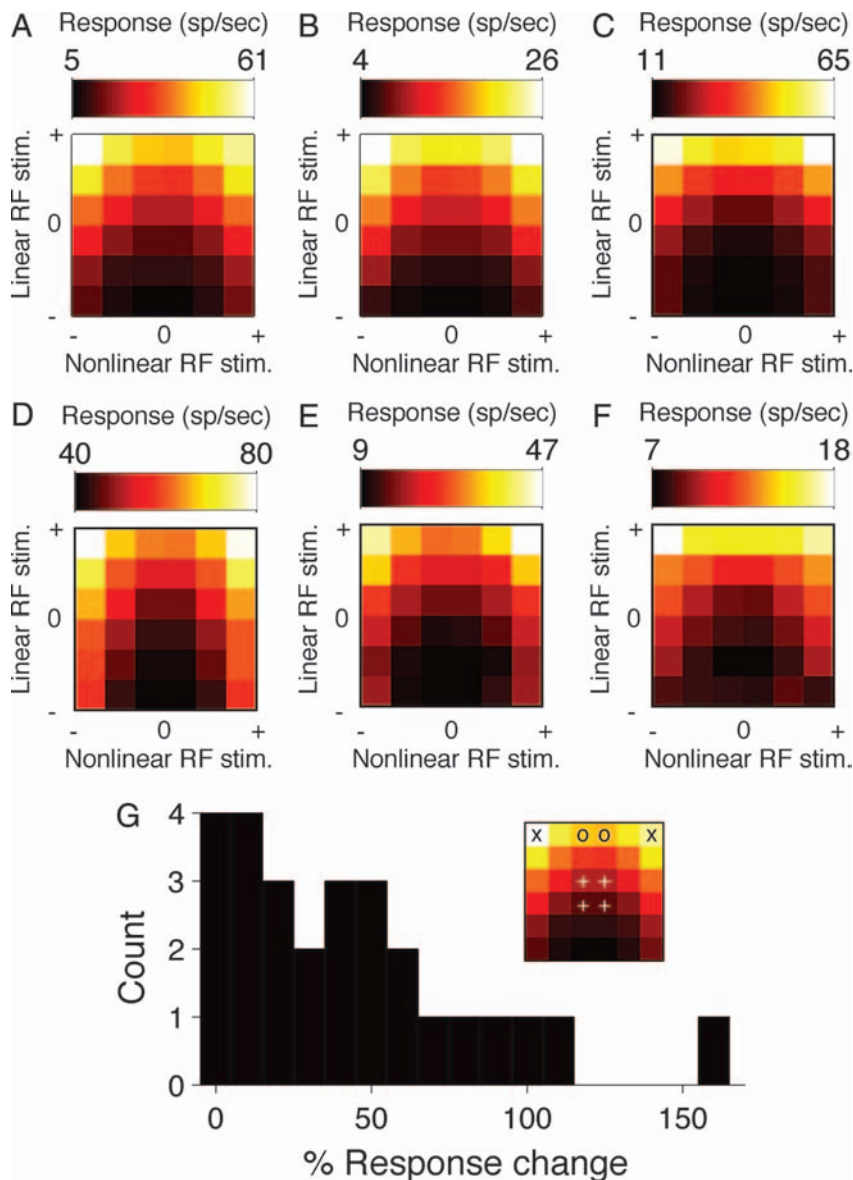 A Response (sp/sec)
5 61
+
0
-
Linear RF stim.
- 0 +
Nonlinear RF stim.
B Response (sp/sec)
4 26
+
0
-
Linear RF stim.
- 0 +
Nonlinear RF stim.
C Response (sp/sec)
11 65
+
0
-
Linear RF stim.
- 0 +
Nonlinear RF stim.
D Response (sp/sec)
40 80
+
0
-
Linear RF stim.
- 0 +
Nonlinear RF stim.
E Response (sp/sec)
9 47
+
0
-
Linear RF stim.
- 0 +
Nonlinear RF stim.
F Response (sp/sec)
7 18
+
0
-
Linear RF stim.
- 0 +
Nonlinear RF stim.
G
4
3
2
1
0
Count
x o o x
+ +
+ +
0 50 100 150
% Response change